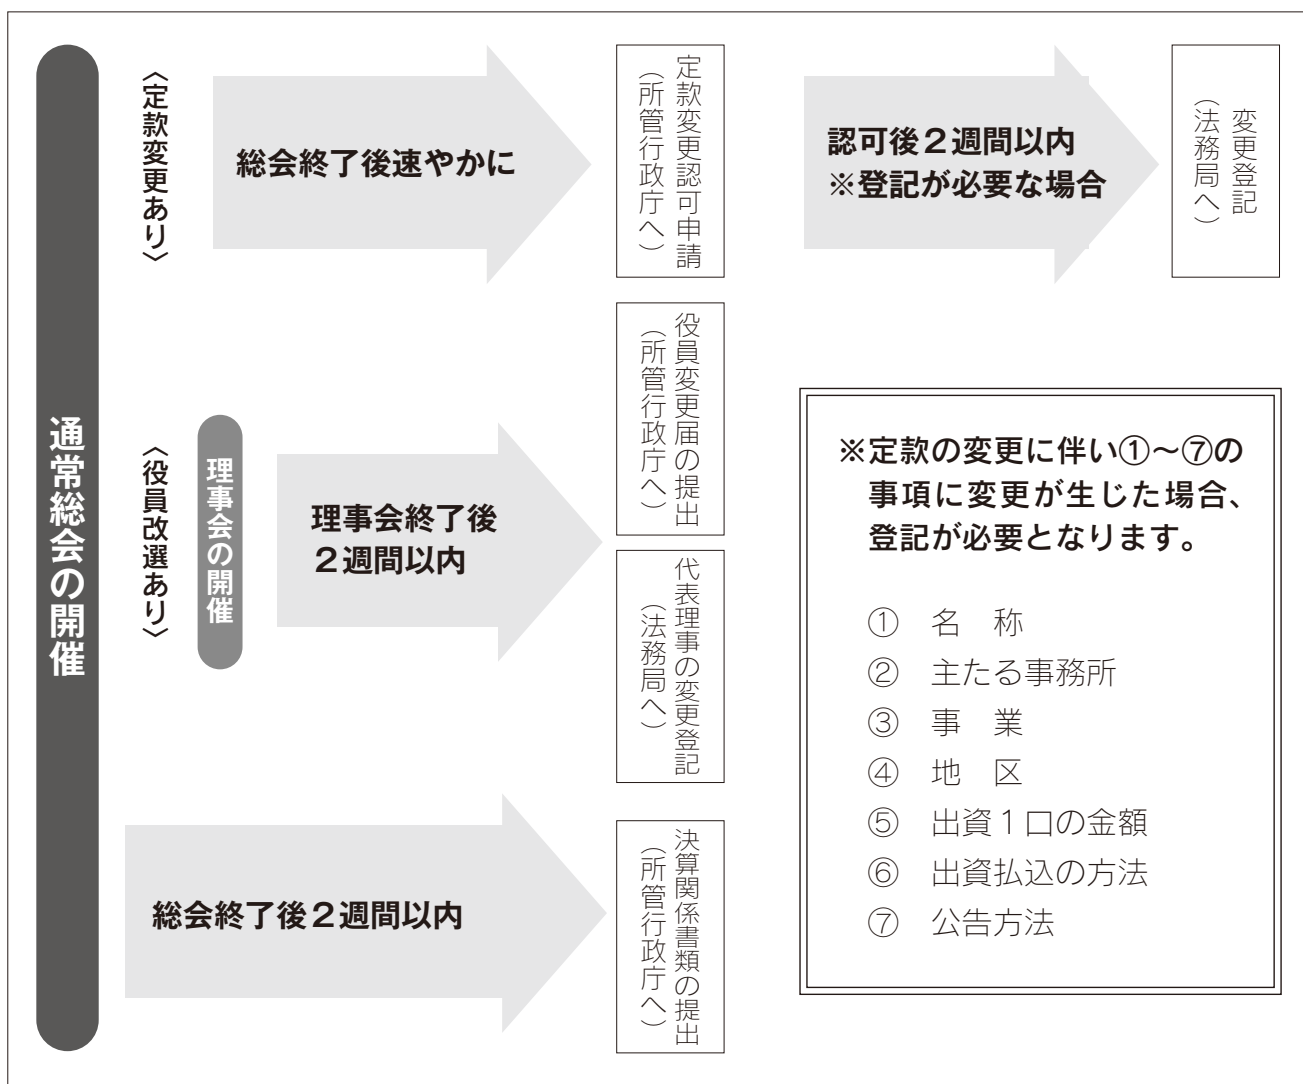 通常総会の開催
〈定款変更あり〉
総会終了後速やかに
定款変更認可申請
（所管行政庁へ）
認可後２週間以内
※登記が必要な場合
変更登記
（法務局へ）
〈役員改選あり〉
理事会の開催
理事会終了後
２週間以内
役員変更届の提出
（所管行政庁へ）
代表理事の変更登記
（法務局へ）
総会終了後２週間以内
決算関係書類の提出
（所管行政庁へ）
※定款の変更に伴い①～⑦の
事項に変更が生じた場合、
登記が必要となります。
①　名　称
②　主たる事務所
③　事　業
④　地　区
⑤　出資１口の金額
⑥　出資払込の方法
⑦　公告方法